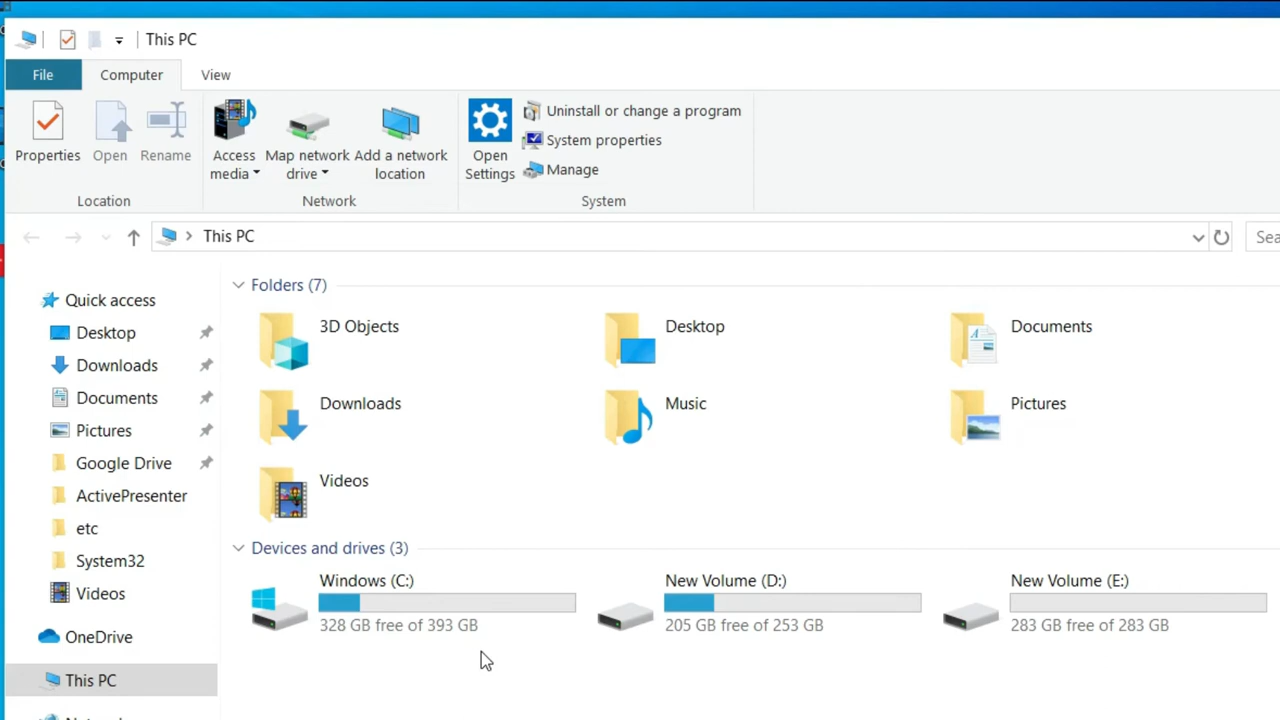 This PC
File
Computer
View
Properties
Open
Rename
Access
media
Map network
drive
Add a network
location
Open
Settings
Uninstall or change a program
System properties
Manage
Location
Network
System
This PC
Sea
Quick access
Desktop
Downloads
Documents
Pictures
Google Drive
ActivePresenter
etc
System32
Videos
OneDrive
This PC
Folders (7)
3D Objects
Desktop
Documents
Downloads
Music
Pictures
Videos
Devices and drives (3)
Windows (C:)
328 GB free of 393 GB
New Volume (D:)
205 GB free of 253 GB
New Volume (E:)
283 GB free of 283 GB